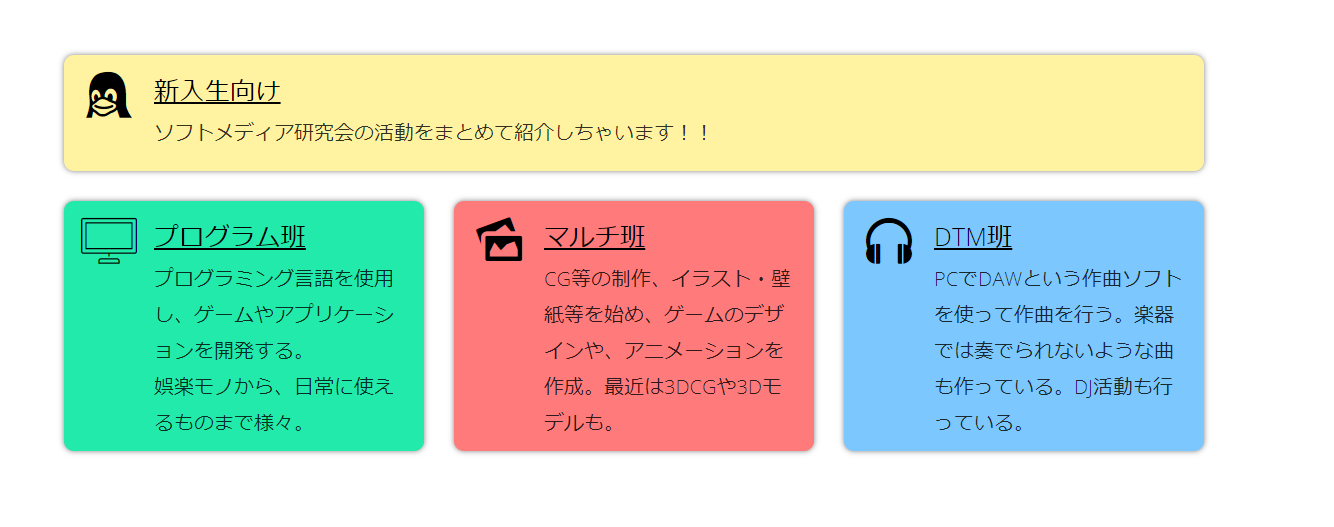 新入生向け
ソフトメディア研究会の活動をまとめて紹介しちゃいます！！
プログラム班
プログラミング言語を使用
し、ゲームやアプリケーシ
ョンを開発する。
娯楽モノから、日常に使え
るものまで様々。
マルチ班
CG等の制作、イラスト・壁
紙等を始め、ゲームのデザ
インや、アニメーションを
作成。最近は3DCGや3Dモ
デルも。
DTM班
PCでDAWという作曲ソフト
を使って作曲を行う。楽器
では奏でられないような曲
も作っている。DJ活動も行
っている。